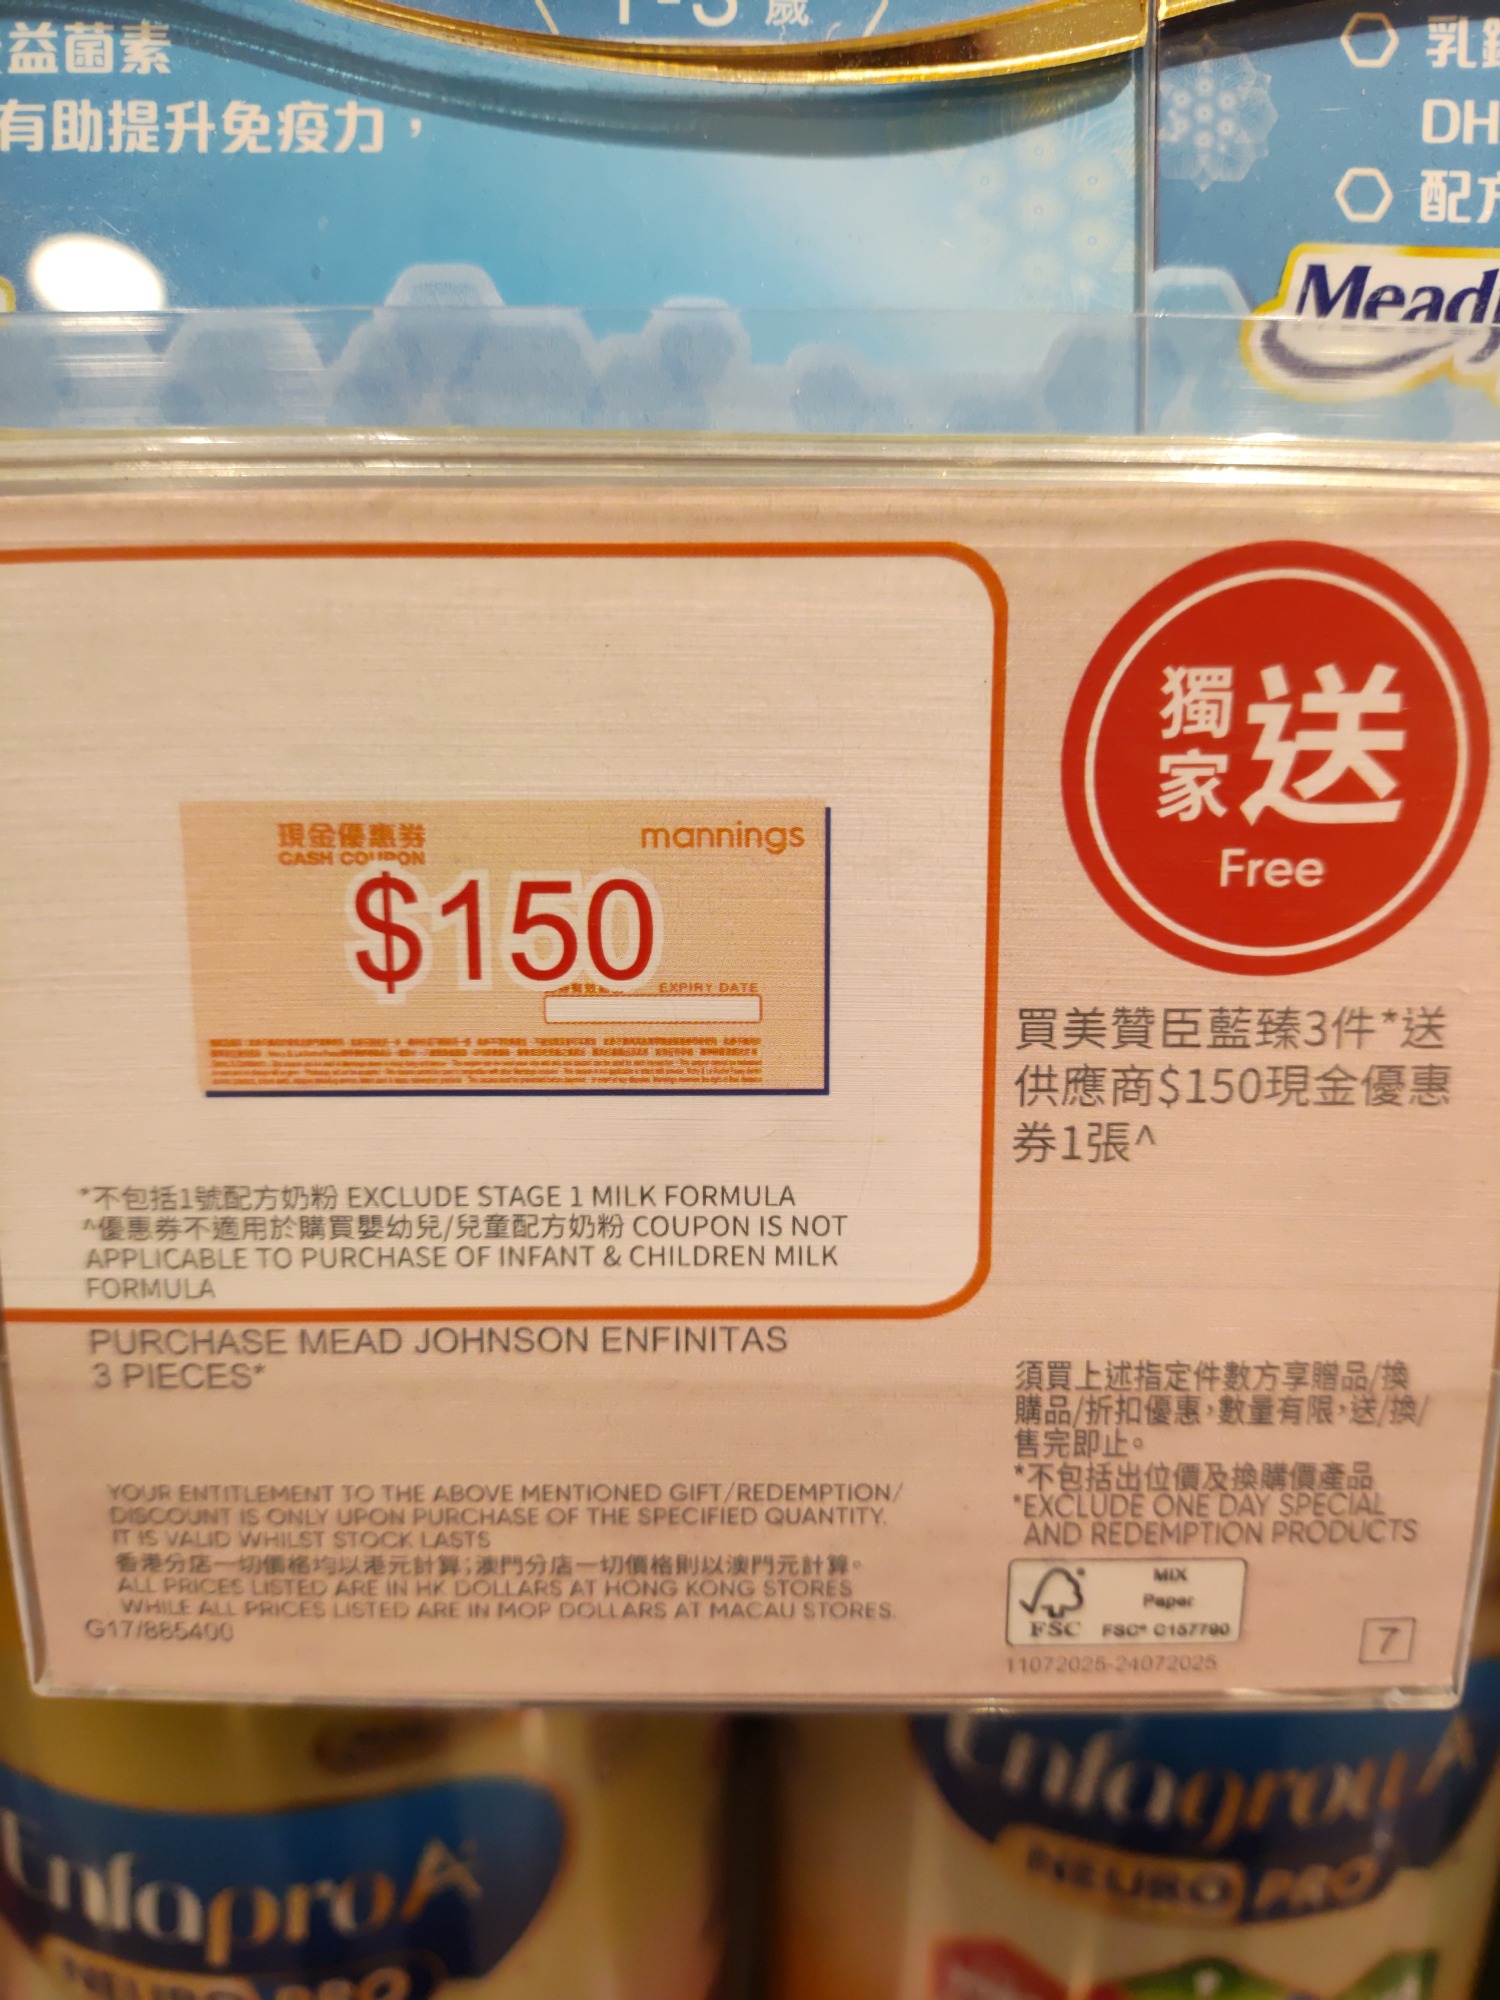 1-3 歲
益菌素
有助提升免疫力，
乳
DH
配方
Mead
獨家送
Free
現金優惠券
mannings
CASH COUPON
$150
EXPIRY DATE
買美贊臣藍臻3件*送
供應商$150現金優惠
券1張^
*不包括1號配方奶粉 EXCLUDE STAGE 1 MILK FORMULA
^優惠券不適用於購買嬰幼兒/兒童配方奶粉 COUPON IS NOT
APPLICABLE TO PURCHASE OF INFANT & CHILDREN MILK
FORMULA
PURCHASE MEAD JOHNSON ENFINITAS
3 PIECES*
須買上述指定件數方享贈品/換
購品/折扣優惠，數量有限，送/換/
售完即止。
*不包括出位價及換購價產品
*EXCLUDE ONE DAY SPECIAL
AND REDEMPTION PRODUCTS
YOUR ENTITLEMENT TO THE ABOVE MENTIONED GIFT/REDEMPTION/
DISCOUNT IS ONLY UPON PURCHASE OF THE SPECIFIED QUANTITY.
IT IS VALID WHILST STOCK LASTS
香港分店一切價格均以港元計算；澳門分店一切價格則以澳門元計算。
ALL PRICES LISTED ARE IN HK DOLLARS AT HONG KONG STORES
WHILE ALL PRICES LISTED ARE IN MOP DOLLARS AT MACAU STORES.
G17/885400
MIX
Paper
FSC
FSC® C157790
11072025-24072025
7
EnfaproA+
NEURO PRO
Enfagrow A+
NEURO PRO